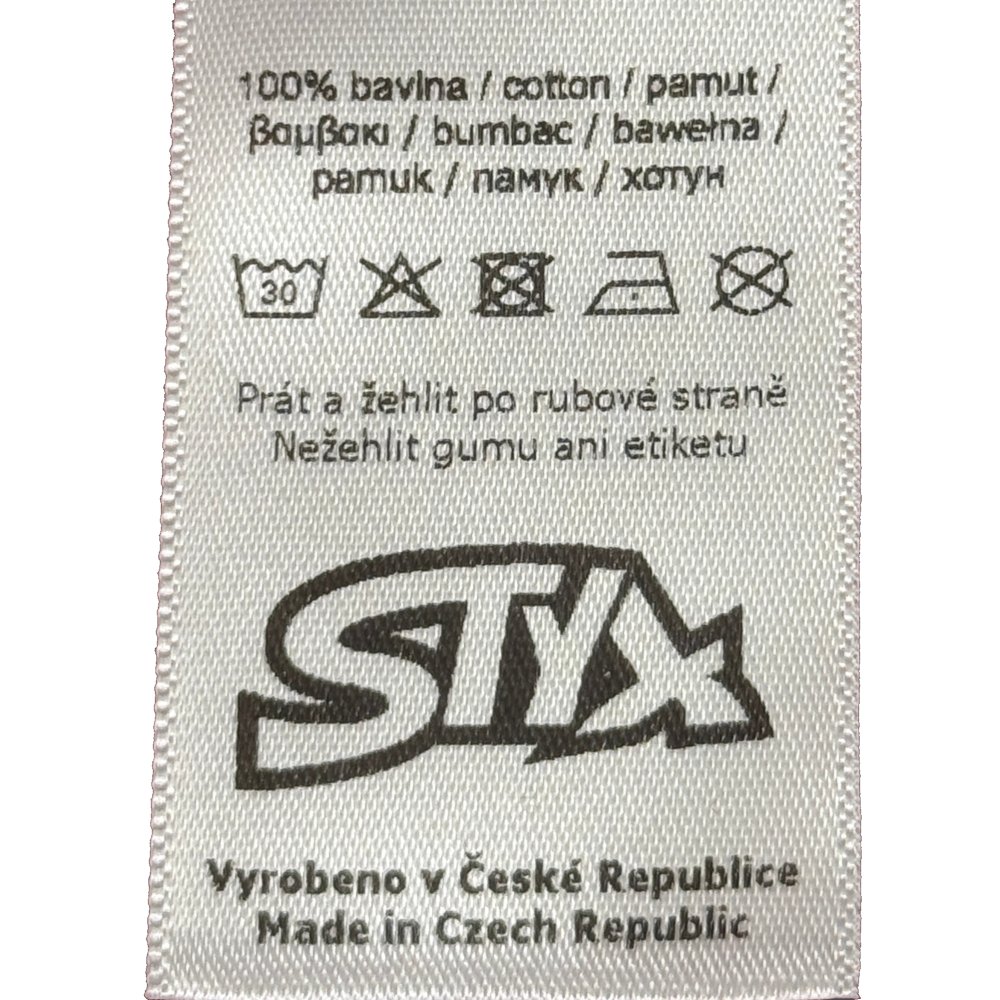 100% bavlna / cotton / pamut /
βαμβακι / bumbac / bawełna /
pamuk / памук / хотун
30
Prát a žehlit po rubové straně
Nežehlit gumu ani etiketu
STYX
Vyrobeno v České Republice
Made in Czech Republic